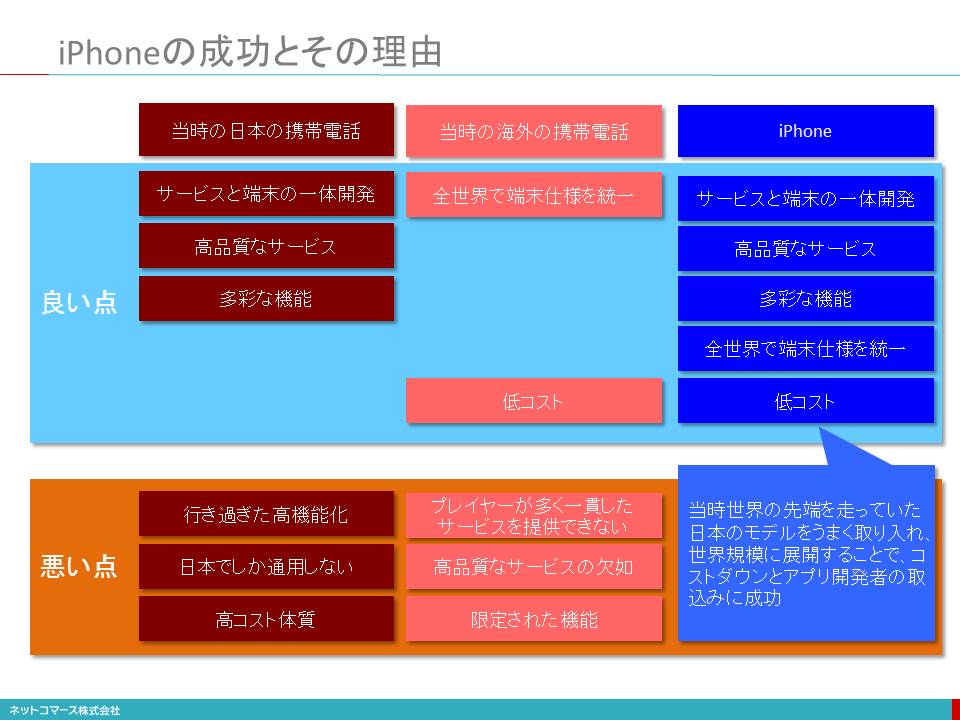 iPhoneの成功とその理由
当時の日本の携帯電話
当時の海外の携帯電話
iPhone
良い点
サービスと端末の一体開発
高品質なサービス
多彩な機能
全世界で端末仕様を統一
低コスト
サービスと端末の一体開発
高品質なサービス
多彩な機能
全世界で端末仕様を統一
低コスト
悪い点
行き過ぎた高機能化
日本でしか通用しない
高コスト体質
プレイヤーが多く一貫した
サービスを提供できない
高品質なサービスの欠如
限定された機能
当時世界の先端を走っていた
日本のモデルをうまく取り入れ、
世界規模に展開することで、コ
ストダウンとアプリ開発者の取
込みに成功
ネットコマース株式会社